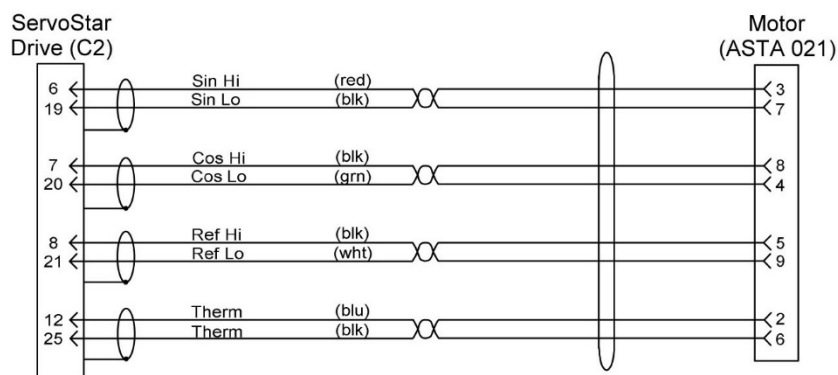 ServoStar
Drive (C2)
Motor
(ASTA 021)
6 Sin Hi (red) 3
19 Sin Lo (blk) 7
7 Cos Hi (blk) 8
20 Cos Lo (grn) 4
8 Ref Hi (blk) 5
21 Ref Lo (wht) 9
12 Therm (blu) 2
25 Therm (blk) 6